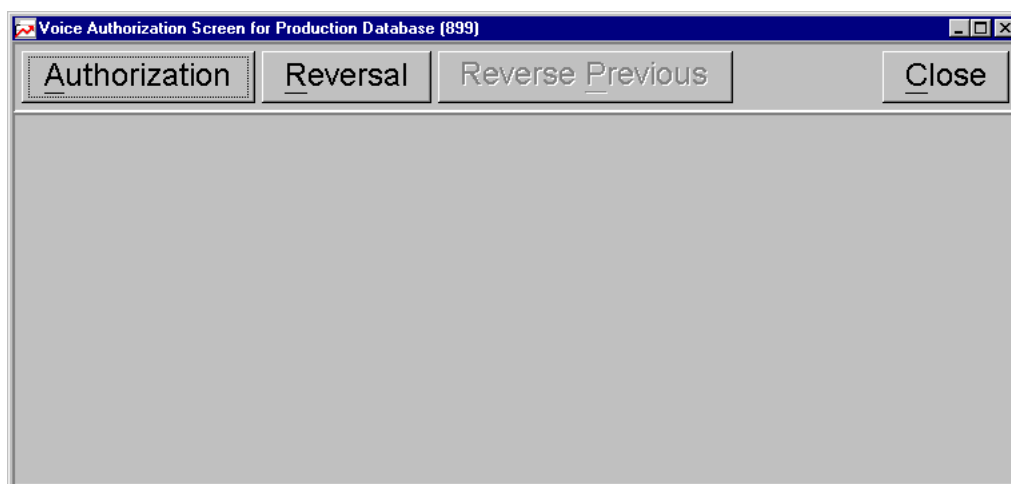 Voice Authorization Screen for Production Database (899)
Authorization Reversal Reverse Previous Close